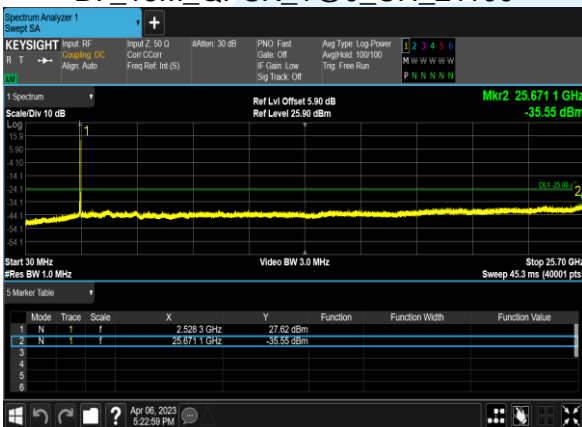 Spectrum Analyzer 1
Swept SA
KEYSIGHT Input: RF Input Z: 50 Ω #Atten: 30 dB PNO: Fast Avg Type: Log-Power 1 2 3 4 5 6
R T Coupling: DC Corr CCorr Gate: Off Avg|Hold: 100/100 M W W W W W
Align: Auto Freq Ref: Int (S) IF Gain: Low Trig: Free Run P N N N N N
Sig Track: Off
LW
1 Spectrum Ref Lvl Offset 5.90 dB Mkr2 25.671 1 GHz
Scale/Div 10 dB Ref Level 25.90 dBm -35.55 dBm
Log
15.9 1
5.90
-4.10
-14.1
-24.1 DL1 -25.00 2
-34.1
-44.1
-54.1
-64.1
Start 30 MHz Video BW 3.0 MHz Stop 25.70 GHz
#Res BW 1.0 MHz Sweep 45.3 ms (40001 pts
5 Marker Table
Mode Trace Scale X Y Function Function Width Function Value
1 N 1 f 2.528 3 GHz 27.62 dBm
2 N 1 f 25.671 1 GHz -35.55 dBm
3
4
5
6
? Apr 06, 2023
5:22:59 PM